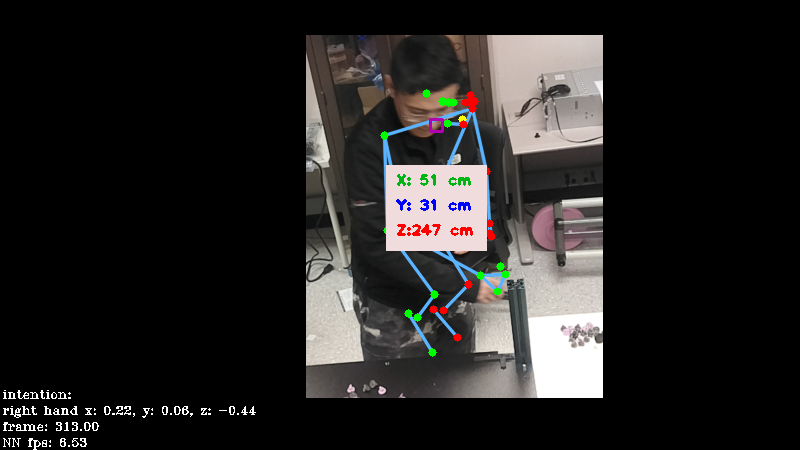 X: 51 cm
Y: 31 cm
Z:247 cm
intention:
right hand x: 0.22, y: 0.06, z: -0.44
frame: 313.00
NN fps: 6.53